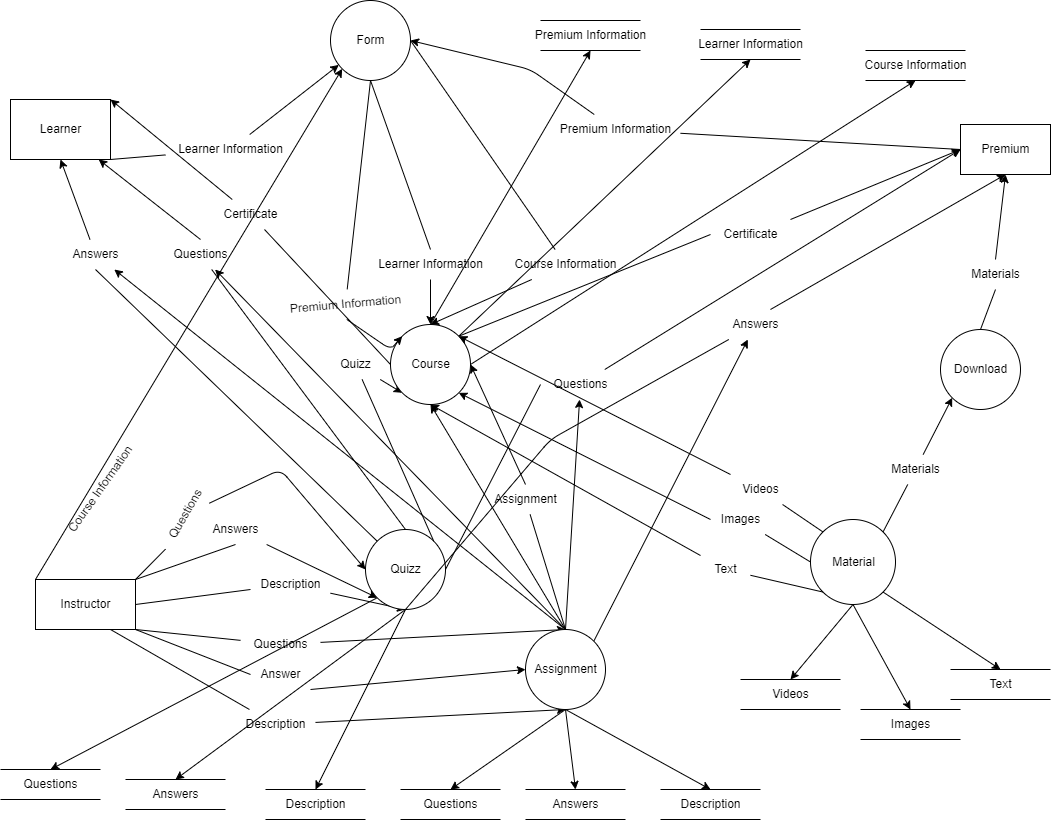 Form
Premium Information
Learner Information
Course Information
Learner
Learner Information
Premium Information
Premium
Certificate
Certificate
Answers
Questions
Learner Information
Course Information
Materials
Premium Information
Answers
Quizz
Course
Questions
Download
Course Information
Materials
Questions
Assignment
Videos
Answers
Images
Quizz
Material
Text
Description
Instructor
Questions
Answer
Assignment
Description
Videos
Text
Images
Questions
Answers
Description
Questions
Answers
Description